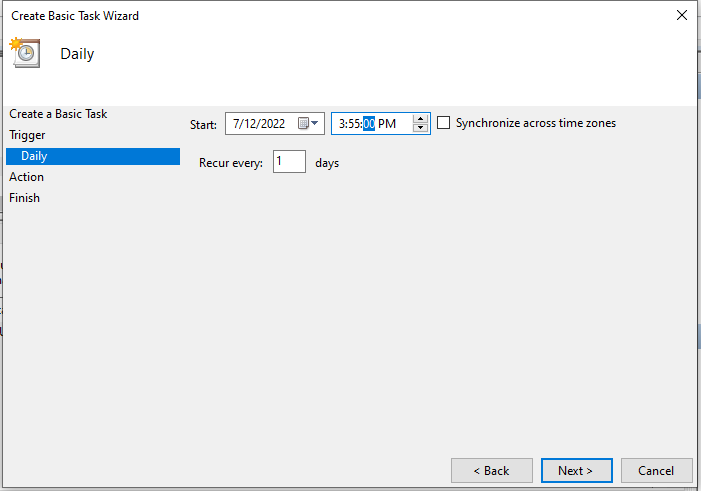 Create Basic Task Wizard
Daily
Create a Basic Task
Trigger
Daily
Action
Finish
Start: 7/12/2022 3:55:00 PM Synchronize across time zones
Recur every: 1 days
< Back Next > Cancel